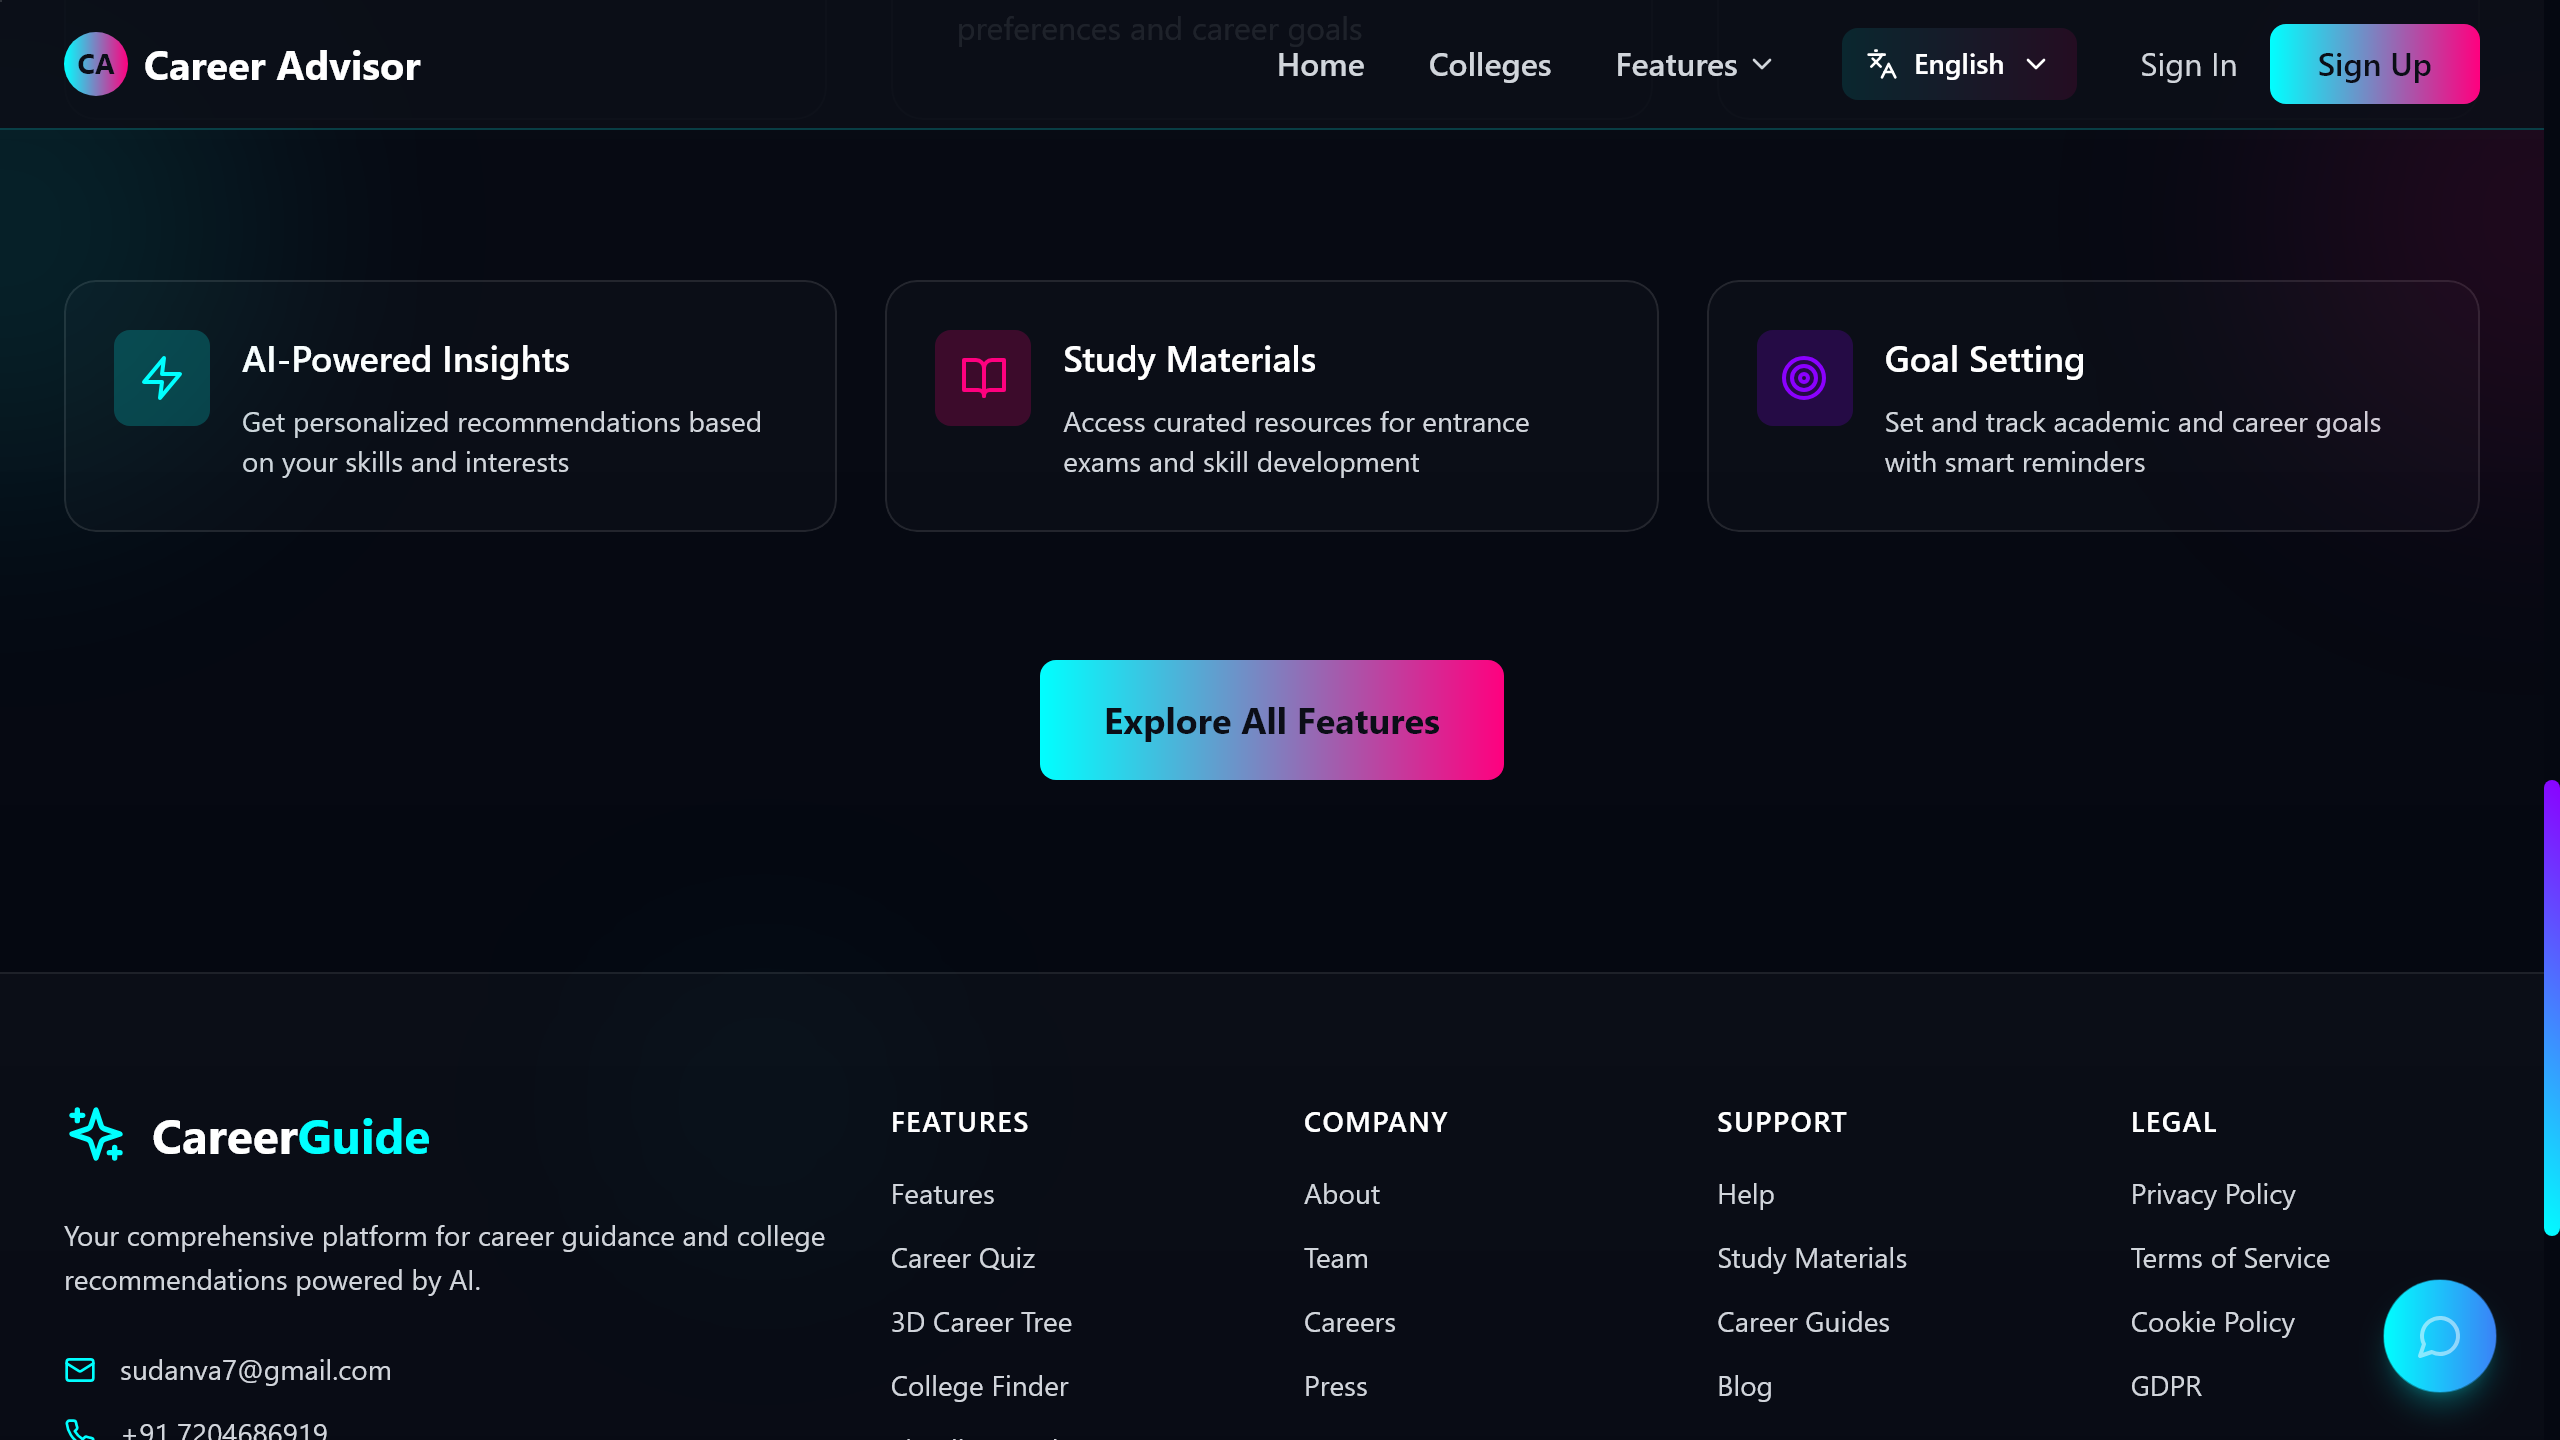 preferences and career goals
CA Career Advisor
Home
Colleges
Features
English
Sign In
Sign Up
AI-Powered Insights
Get personalized recommendations based
on your skills and interests
Study Materials
Access curated resources for entrance
exams and skill development
Goal Setting
Set and track academic and career goals
with smart reminders
Explore All Features
CareerGuide
Your comprehensive platform for career guidance and college
recommendations powered by AI.
sudanva7@gmail.com
+91 7204686919
FEATURES
Features
Career Quiz
3D Career Tree
College Finder
COMPANY
About
Team
Careers
Press
SUPPORT
Help
Study Materials
Career Guides
Blog
LEGAL
Privacy Policy
Terms of Service
Cookie Policy
GDPR